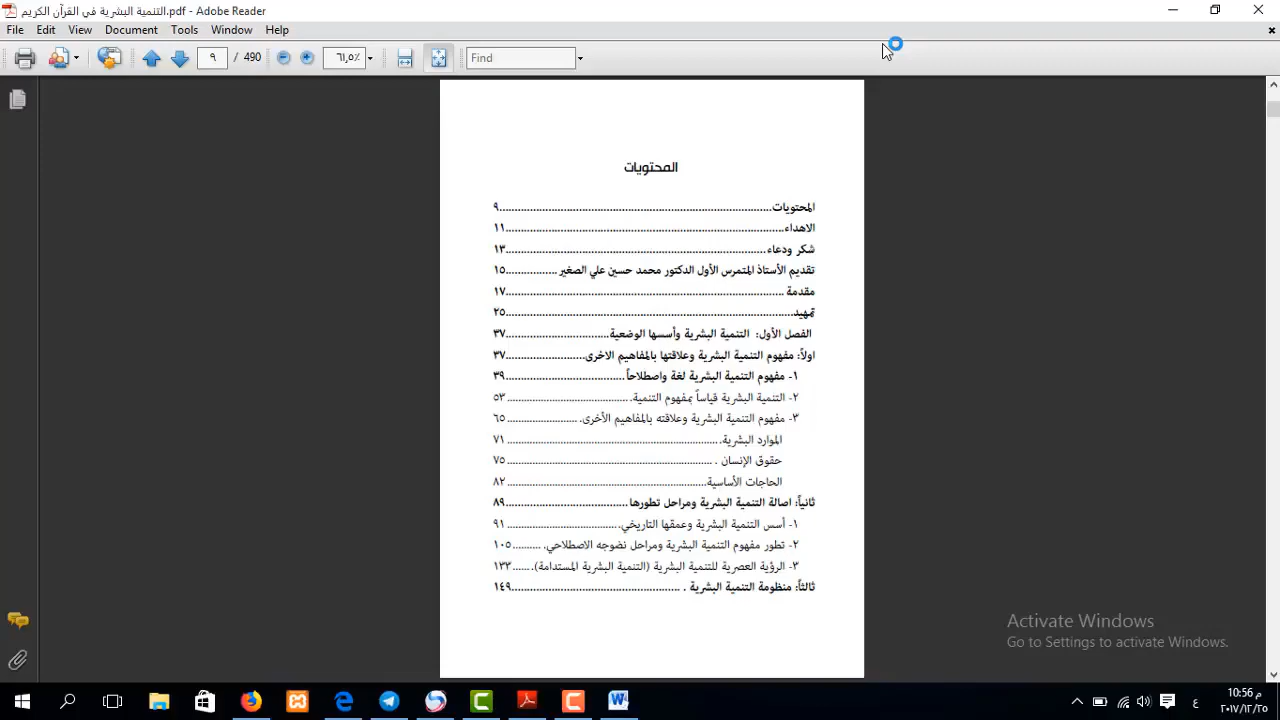 التنمية البشرية في القرآن الكريم.pdf - Adobe Reader
File Edit View Document Tools Window Help
٩ / 490 ٦١,٥٪ Find
المحتويات
المحتويات........................................................................٩
الاهداء........................................................................١١
شكر ودعاء........................................................................١٣
تقديم الأستاذ المتمرس الأول الدكتور محمد حسين علي الصغير ................١٥
مقدمة ........................................................................١٧
تمهيد........................................................................٢٥
الفصل الأول: التنمية البشرية وأسسها الوضعية...........................٣٧
اولاً: مفهوم التنمية البشرية وعلاقتها بالمفاهيم الاخرى......................٣٧
١- مفهوم التنمية البشرية لغة واصطلاحاً ................................٣٩
٢- التنمية البشرية قياساً بمفهوم التنمية. ................................ ٥٣
٣- مفهوم التنمية البشرية وعلاقته بالمفاهيم الأخرى. ................... ٦٥
الموارد البشرية........................................................ ٧١
حقوق الإنسان . ...................................................... ٧٥
الحاجات الأساسية.................................................... ٨٢
ثانياً: اصالة التنمية البشرية ومراحل تطورها ................................٨٩
١- أسس التنمية البشرية وعمقها التاريخي.............................. ٩١
٢- تطور مفهوم التنمية البشرية ومراحل نضوجه الاصطلاحي. .......... ١٠٥
٣- الرؤية العصرية للتنمية البشرية (التنمية البشرية المستدامة). ..... ١٣٣
ثالثاً: منظومة التنمية البشرية . ............................................١٤٩
Activate Windows
Go to Settings to activate Windows.
ع
10:56 م
٢٠١٧/١٢/٢٥